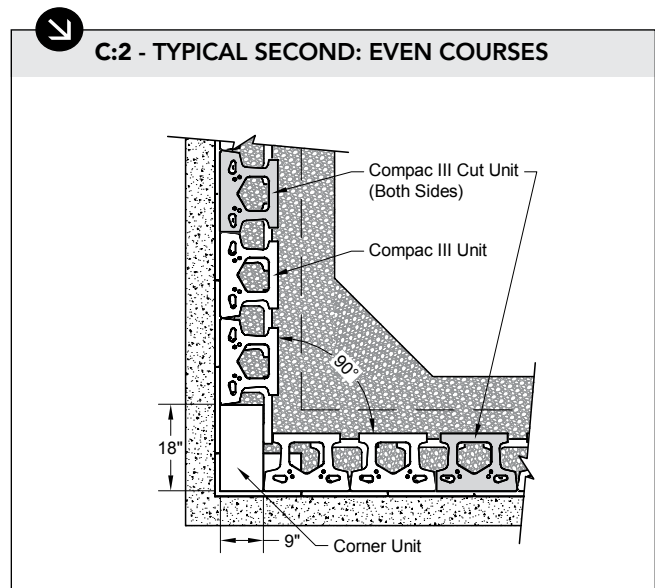 C:2 - TYPICAL SECOND: EVEN COURSES
Compac III Cut Unit
(Both Sides)
Compac III Unit
90°
18"
9"
Corner Unit